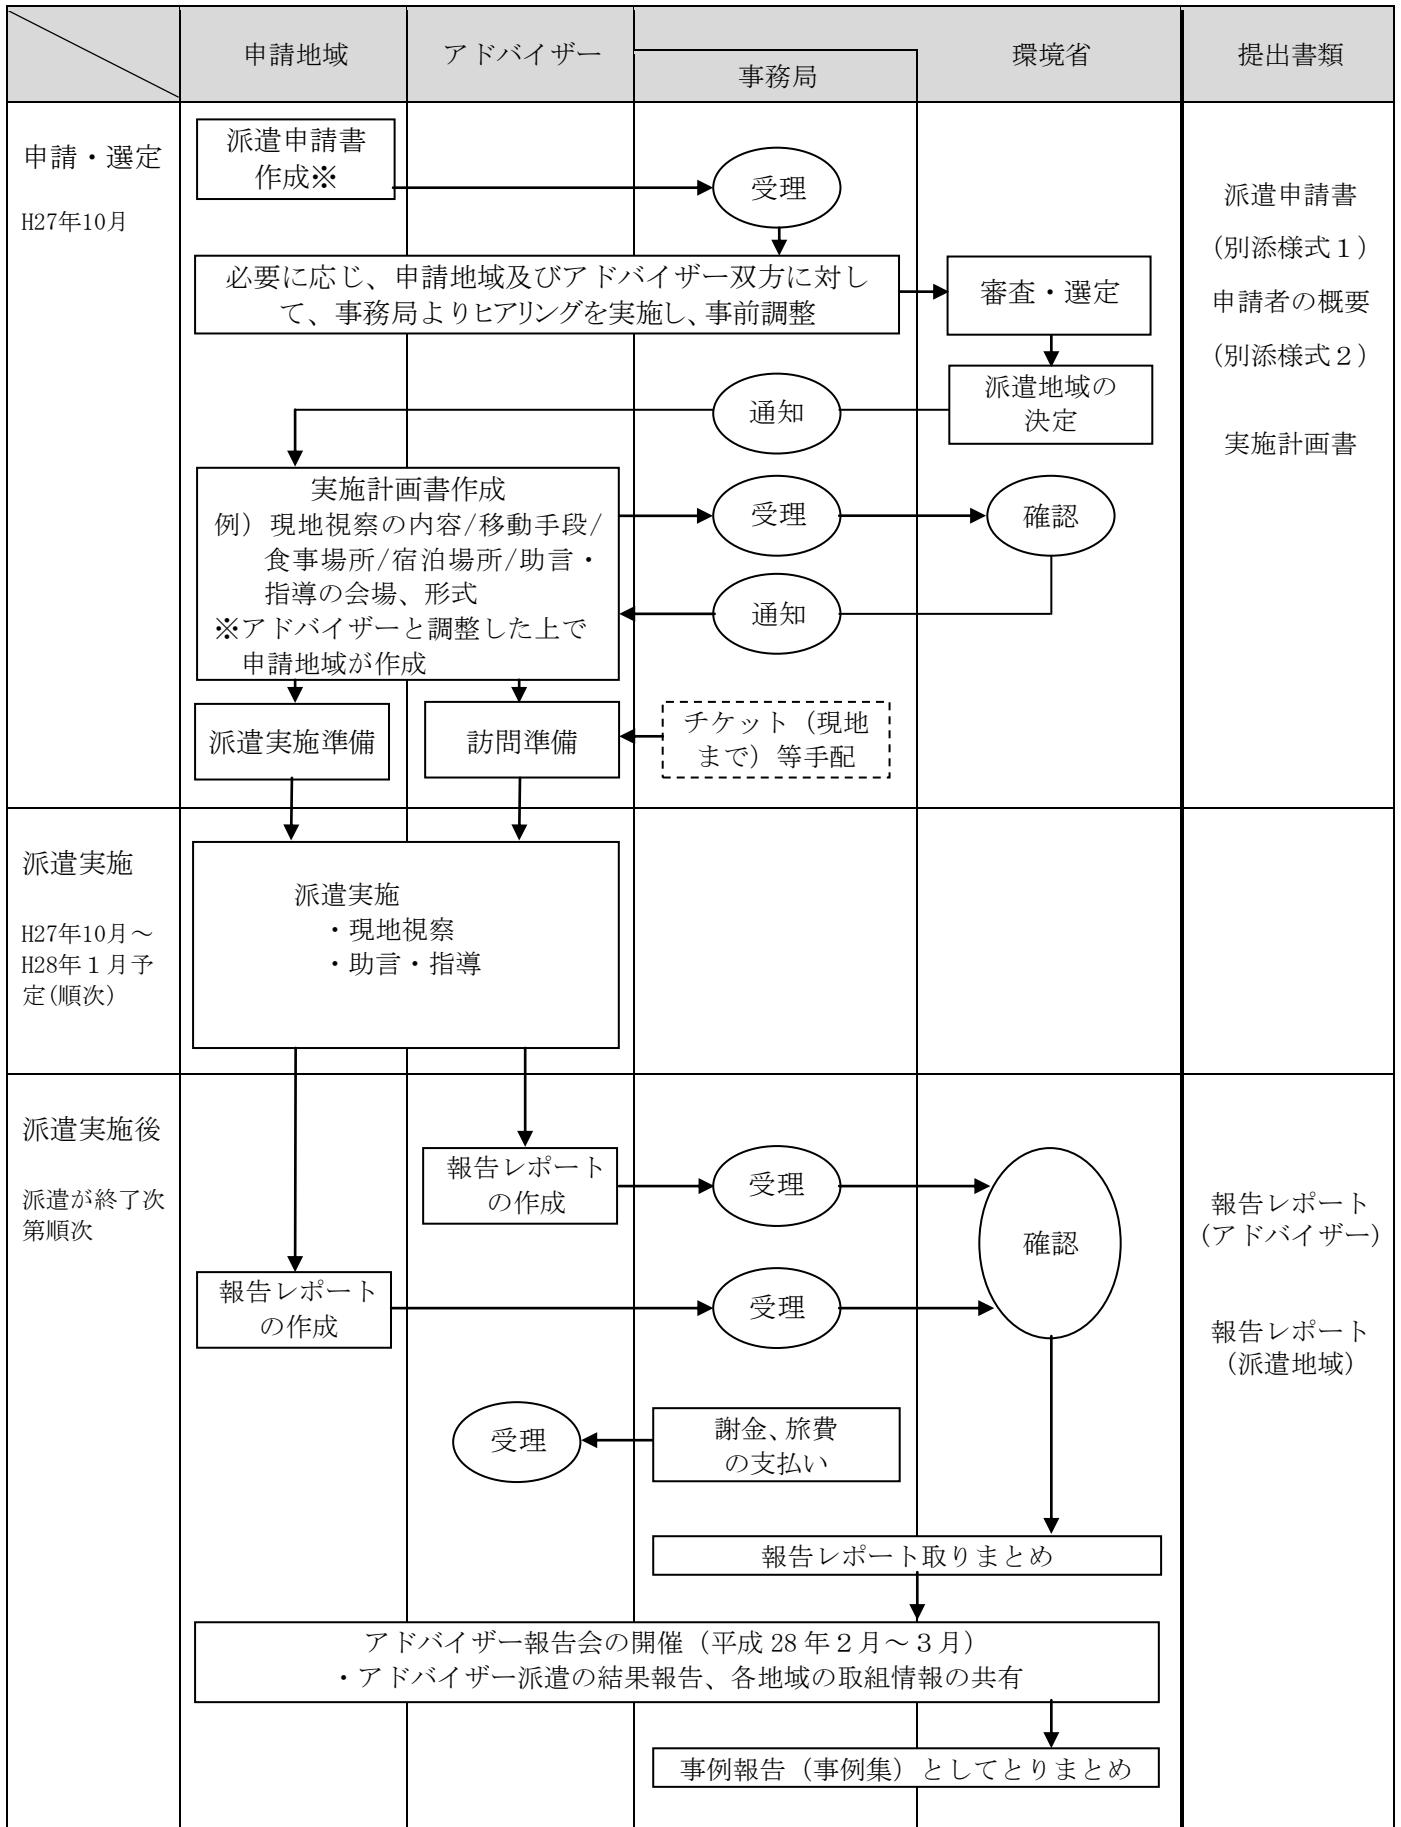 申請地域
アドバイザー
事務局
環境省
提出書類
申請・選定
H27年10月
派遣申請書
作成※
受理
必要に応じ、申請地域及びアドバイザー双方に対し
て、事務局よりヒアリングを実施し、事前調整
審査・選定
派遣地域の
決定
通知
実施計画書作成
例）現地視察の内容/移動手段/
食事場所/宿泊場所/助言・
指導の会場、形式
※アドバイザーと調整した上で
申請地域が作成
受理
確認
通知
派遣実施準備
訪問準備
チケット（現地
まで）等手配
派遣申請書
（別添様式１）
申請者の概要
（別添様式２）
実施計画書
派遣実施
H27年10月～
H28年１月予
定(順次)
派遣実施
・現地視察
・助言・指導
派遣実施後
派遣が終了次
第順次
報告レポート
の作成
受理
確認
報告レポート
の作成
受理
受理
謝金、旅費
の支払い
報告レポート取りまとめ
アドバイザー報告会の開催（平成 28 年２月～３月）
・アドバイザー派遣の結果報告、各地域の取組情報の共有
事例報告（事例集）としてとりまとめ
報告レポート
（アドバイザー）
報告レポート
（派遣地域）